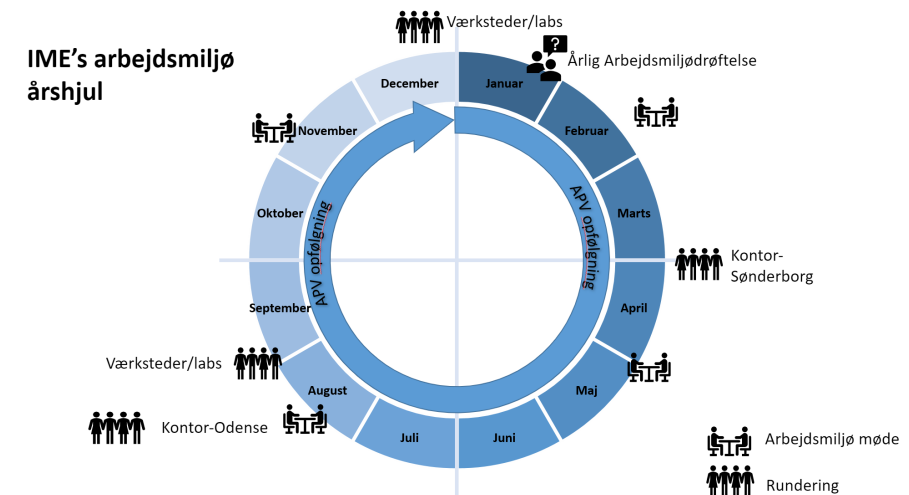 IME’s arbejdsmiljø
årshjul
Værksteder/labs
?
Årlig Arbejdsmiljødrøftelse
December
Januar
November
Februar
Oktober
Marts
APV opfølgning
APV opfølgning
Kontor-
Sønderborg
September
April
Værksteder/labs
August
Maj
Kontor-Odense
Juli
Juni
Arbejdsmiljø møde
Rundering